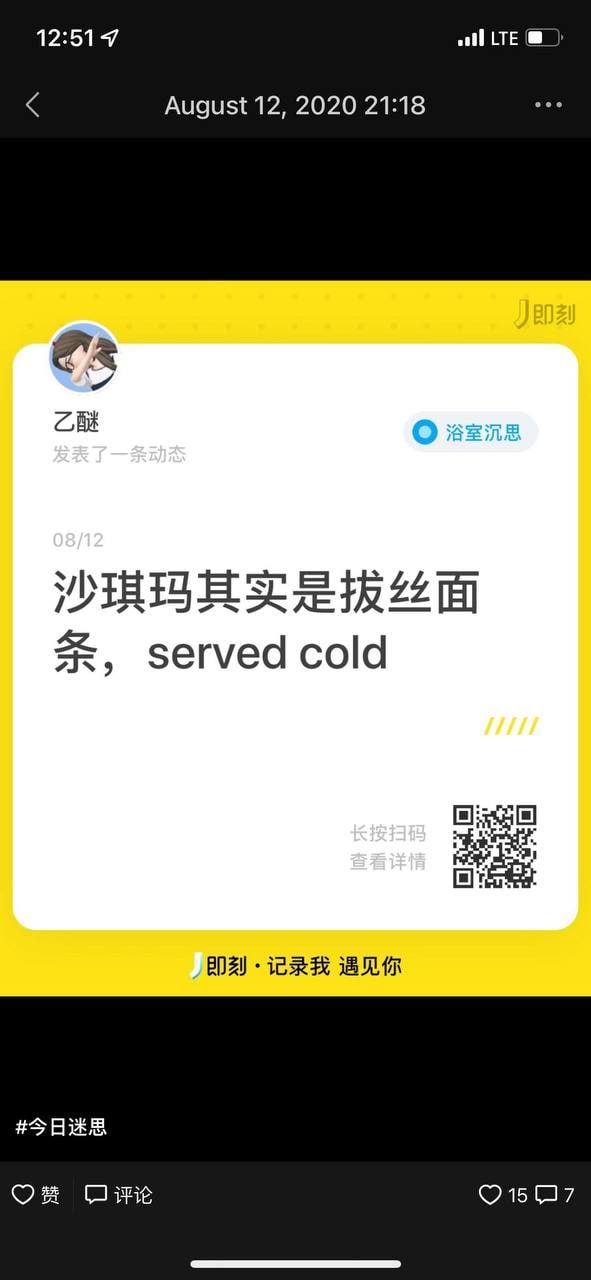 12:51
LTE
August 12, 2020 21:18
即刻
乙醚
浴室沉思
发表了一条动态
08/12
沙琪玛其实是拔丝面
条，served cold
长按扫码
查看详情
即刻·记录我 遇见你
#今日迷思
赞 评论 15 7